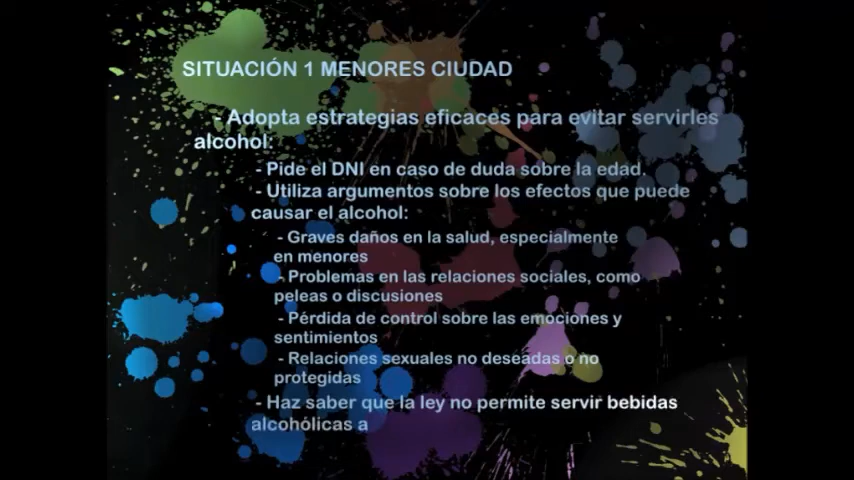 SITUACIÓN 1 MENORES CIUDAD
- Adopta estrategias eficaces para evitar servirles
alcohol:
- Pide el DNI en caso de duda sobre la edad.
- Utiliza argumentos sobre los efectos que puede
causar el alcohol:
- Graves daños en la salud, especialmente
en menores
- Problemas en las relaciones sociales, como
peleas o discusiones
- Pérdida de control sobre las emociones y
sentimientos
- Relaciones sexuales no deseadas o no
protegidas
- Haz saber que la ley no permite servir bebidas
alcohólicas a